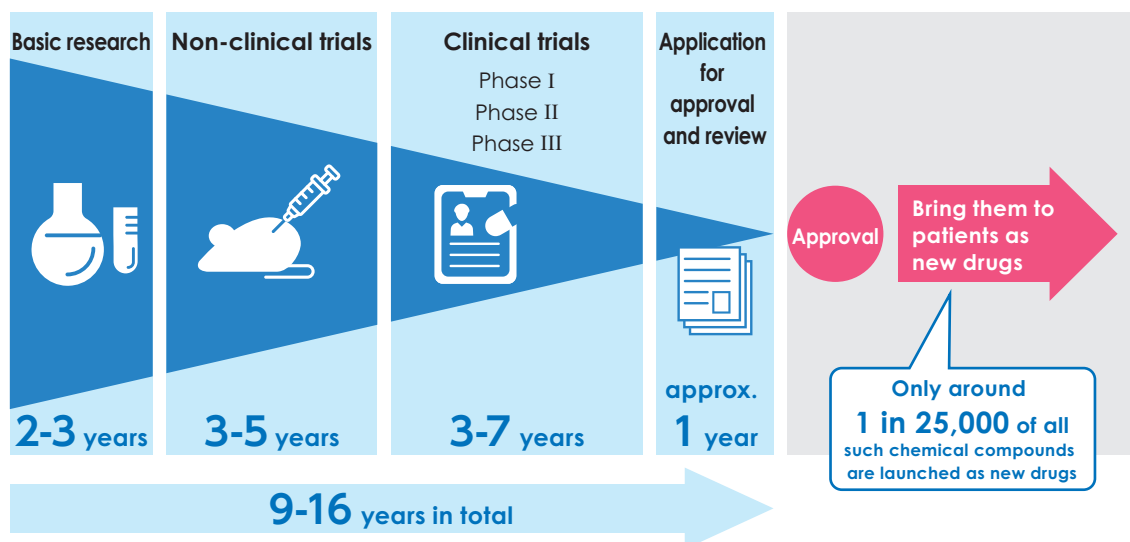 Basic research
Non-clinical trials
Clinical trials
Phase I
Phase II
Phase III
Application
for
approval
and review
2-3 years
3-5 years
3-7 years
approx.
1 year
9-16 years in total
Approval
Bring them to
patients as
new drugs
Only around
1 in 25,000 of all
such chemical compounds
are launched as new drugs